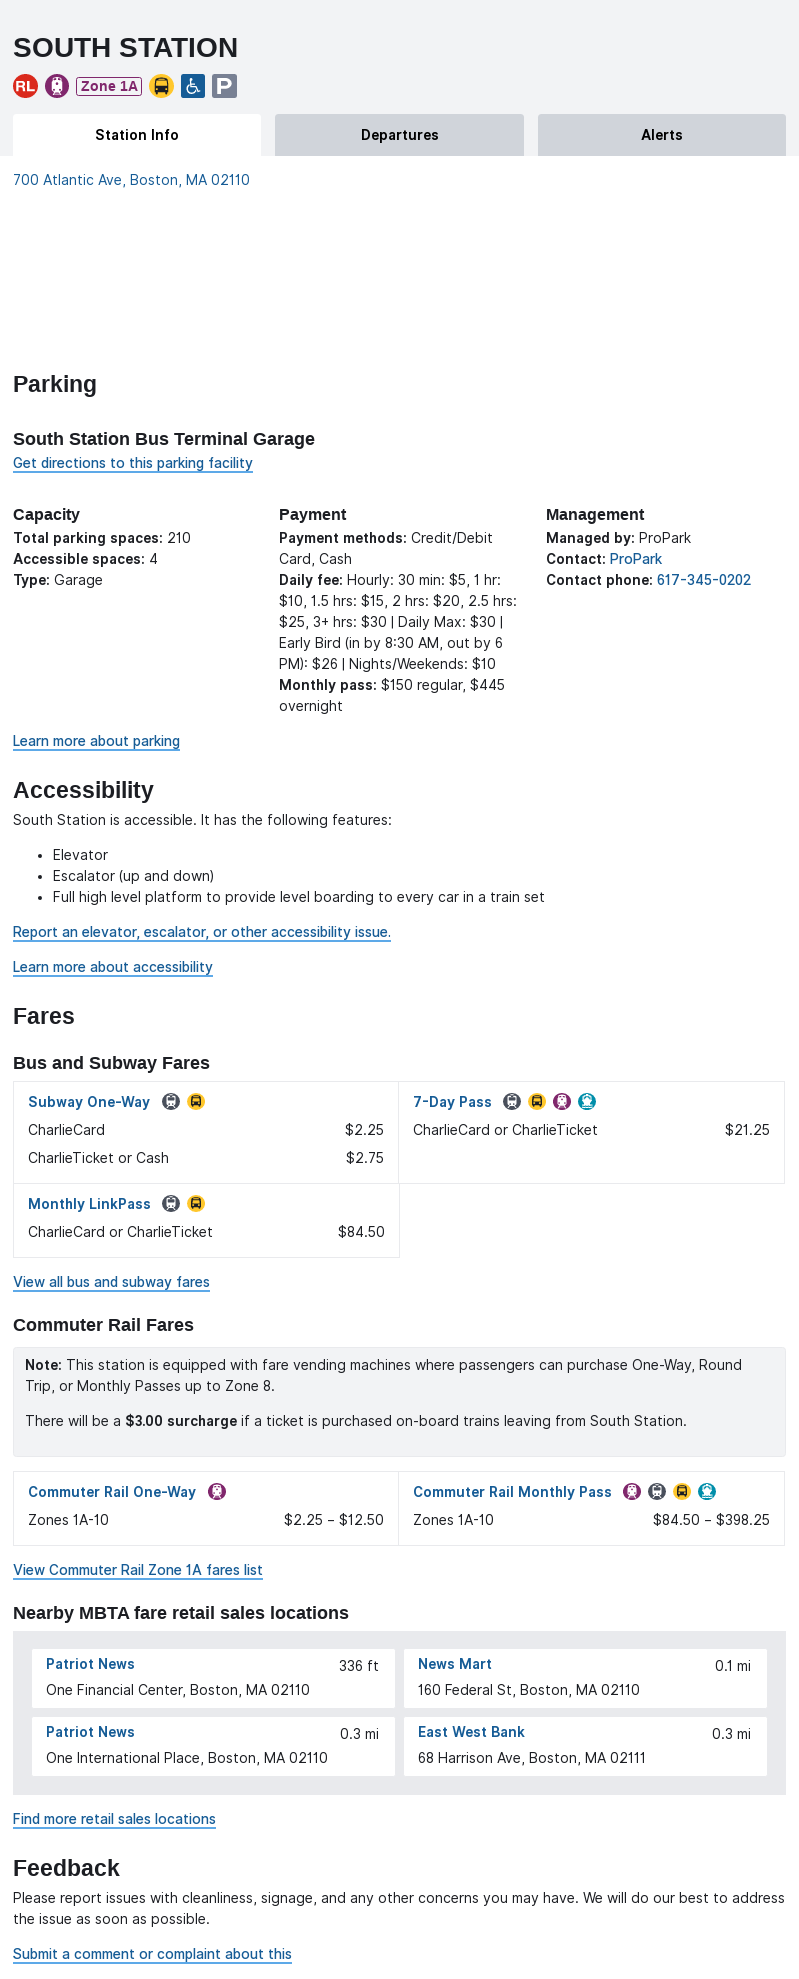 SOUTH STATION
RL Zone 1A P
Station Info Departures Alerts
700 Atlantic Ave, Boston, MA 02110
Parking
South Station Bus Terminal Garage
Get directions to this parking facility
Capacity
Total parking spaces: 210
Accessible spaces: 4
Type: Garage
Payment
Payment methods: Credit/Debit
Card, Cash
Daily fee: Hourly: 30 min: $5, 1 hr:
$10, 1.5 hrs: $15, 2 hrs: $20, 2.5 hrs:
$25, 3+ hrs: $30 | Daily Max: $30 |
Early Bird (in by 8:30 AM, out by 6
PM): $26 | Nights/Weekends: $10
Monthly pass: $150 regular, $445
overnight
Management
Managed by: ProPark
Contact: ProPark
Contact phone: 617-345-0202
Learn more about parking
Accessibility
South Station is accessible. It has the following features:
• Elevator
• Escalator (up and down)
• Full high level platform to provide level boarding to every car in a train set
Report an elevator, escalator, or other accessibility issue.
Learn more about accessibility
Fares
Bus and Subway Fares
Subway One-Way
CharlieCard $2.25
CharlieTicket or Cash $2.75
7-Day Pass
CharlieCard or CharlieTicket $21.25
Monthly LinkPass
CharlieCard or CharlieTicket $84.50
View all bus and subway fares
Commuter Rail Fares
Note: This station is equipped with fare vending machines where passengers can purchase One-Way, Round
Trip, or Monthly Passes up to Zone 8.
There will be a $3.00 surcharge if a ticket is purchased on-board trains leaving from South Station.
Commuter Rail One-Way
Zones 1A-10 $2.25 – $12.50
Commuter Rail Monthly Pass
Zones 1A-10 $84.50 – $398.25
View Commuter Rail Zone 1A fares list
Nearby MBTA fare retail sales locations
Patriot News 336 ft
One Financial Center, Boston, MA 02110
News Mart 0.1 mi
160 Federal St, Boston, MA 02110
Patriot News 0.3 mi
One International Place, Boston, MA 02110
East West Bank 0.3 mi
68 Harrison Ave, Boston, MA 02111
Find more retail sales locations
Feedback
Please report issues with cleanliness, signage, and any other concerns you may have. We will do our best to address
the issue as soon as possible.
Submit a comment or complaint about this